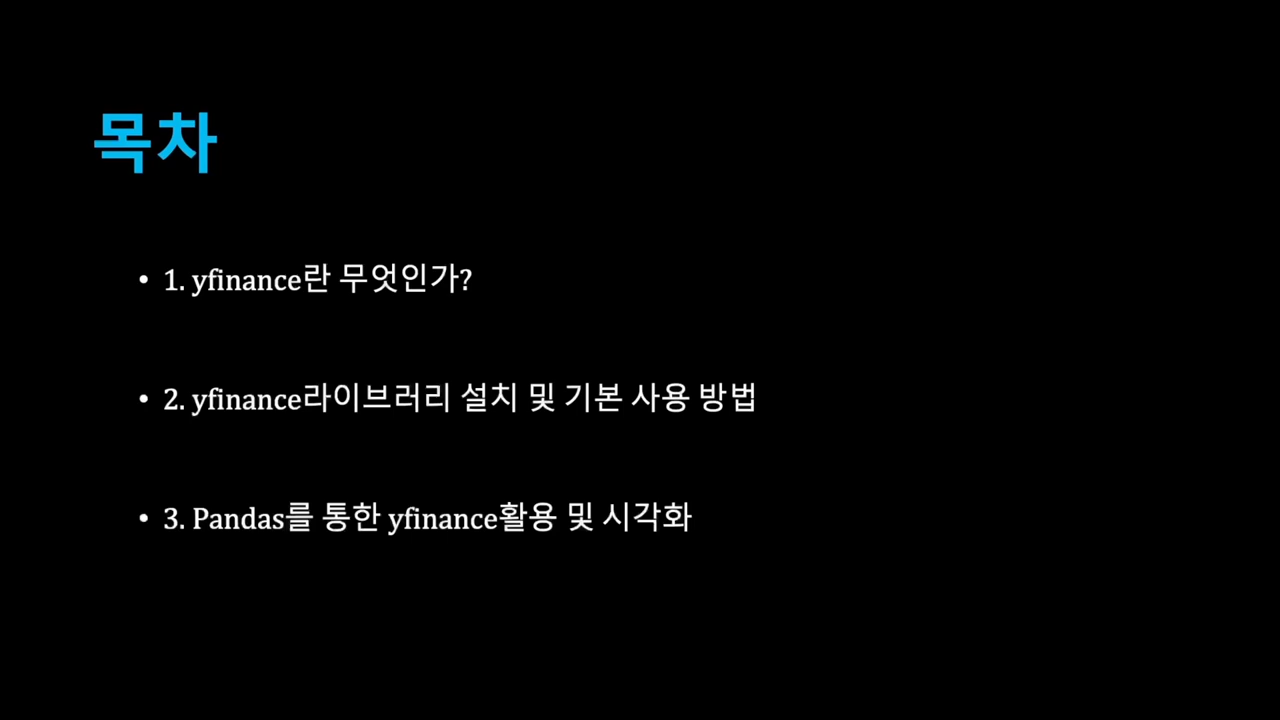 목차
• 1. yfinance란 무엇인가?
• 2. yfinance라이브러리 설치 및 기본 사용 방법
• 3. Pandas를 통한 yfinance활용 및 시각화